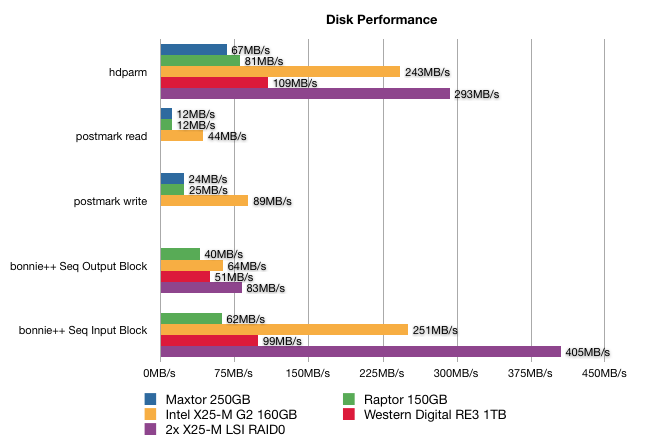 Disk Performance
hdparm
67MB/s
81MB/s
243MB/s
109MB/s
293MB/s
postmark read
12MB/s
12MB/s
44MB/s
postmark write
24MB/s
25MB/s
89MB/s
bonnie++ Seq Output Block
40MB/s
64MB/s
51MB/s
83MB/s
bonnie++ Seq Input Block
62MB/s
251MB/s
99MB/s
405MB/s
0MB/s 75MB/s 150MB/s 225MB/s 300MB/s 375MB/s 450MB/s
Maxtor 250GB Raptor 150GB
Intel X25-M G2 160GB Western Digital RE3 1TB
2x X25-M LSI RAID0